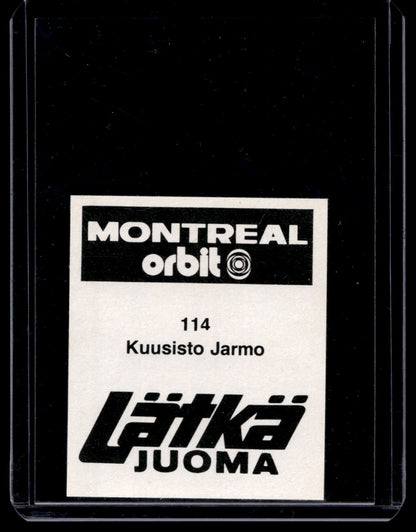 MONTREAL
orbit
114
Kuusisto Jarmo
Lätkä
JUOMA